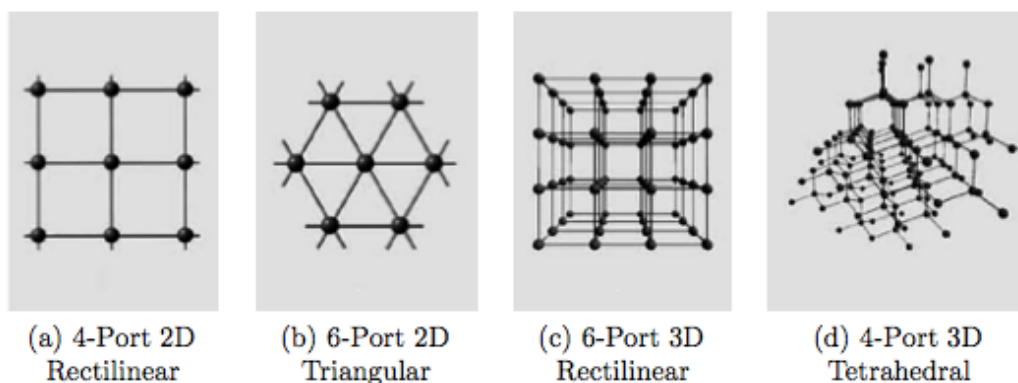 (a) 4-Port 2D
Rectilinear
(b) 6-Port 2D
Triangular
(c) 6-Port 3D
Rectilinear
(d) 4-Port 3D
Tetrahedral